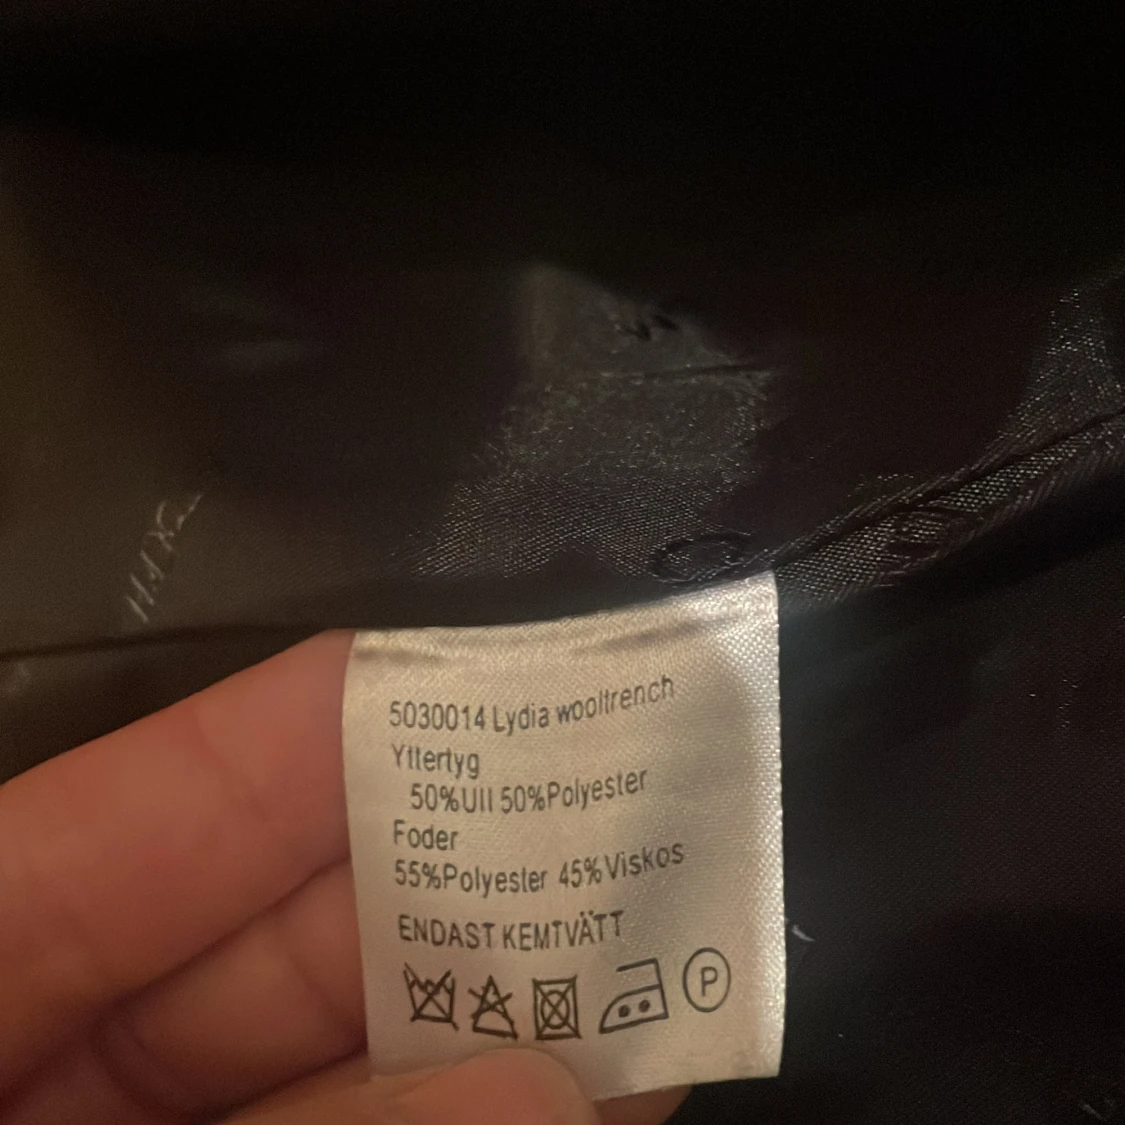 5030014 Lydia wooltrench
Yttertyg
50%Ull 50%Polyester
Foder
55%Polyester 45%Viskos
ENDAST KEMTVÄTT
P